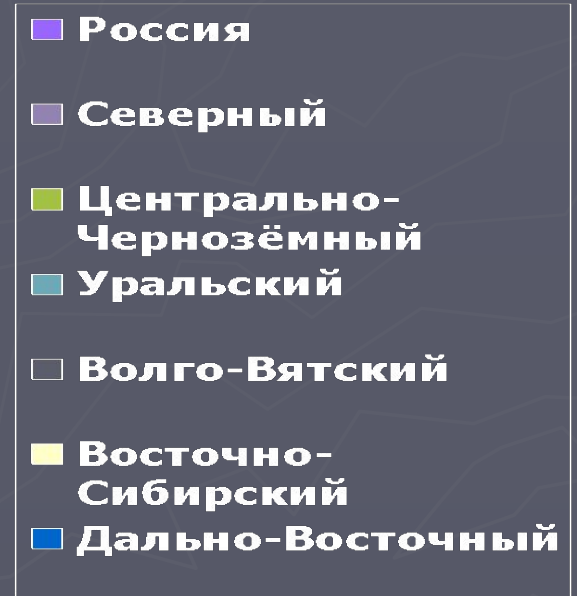 Россия
Северный
Центрально-
Чернозёмный
Уральский
Волго-Вятский
Восточно-
Сибирский
Дально-Восточный